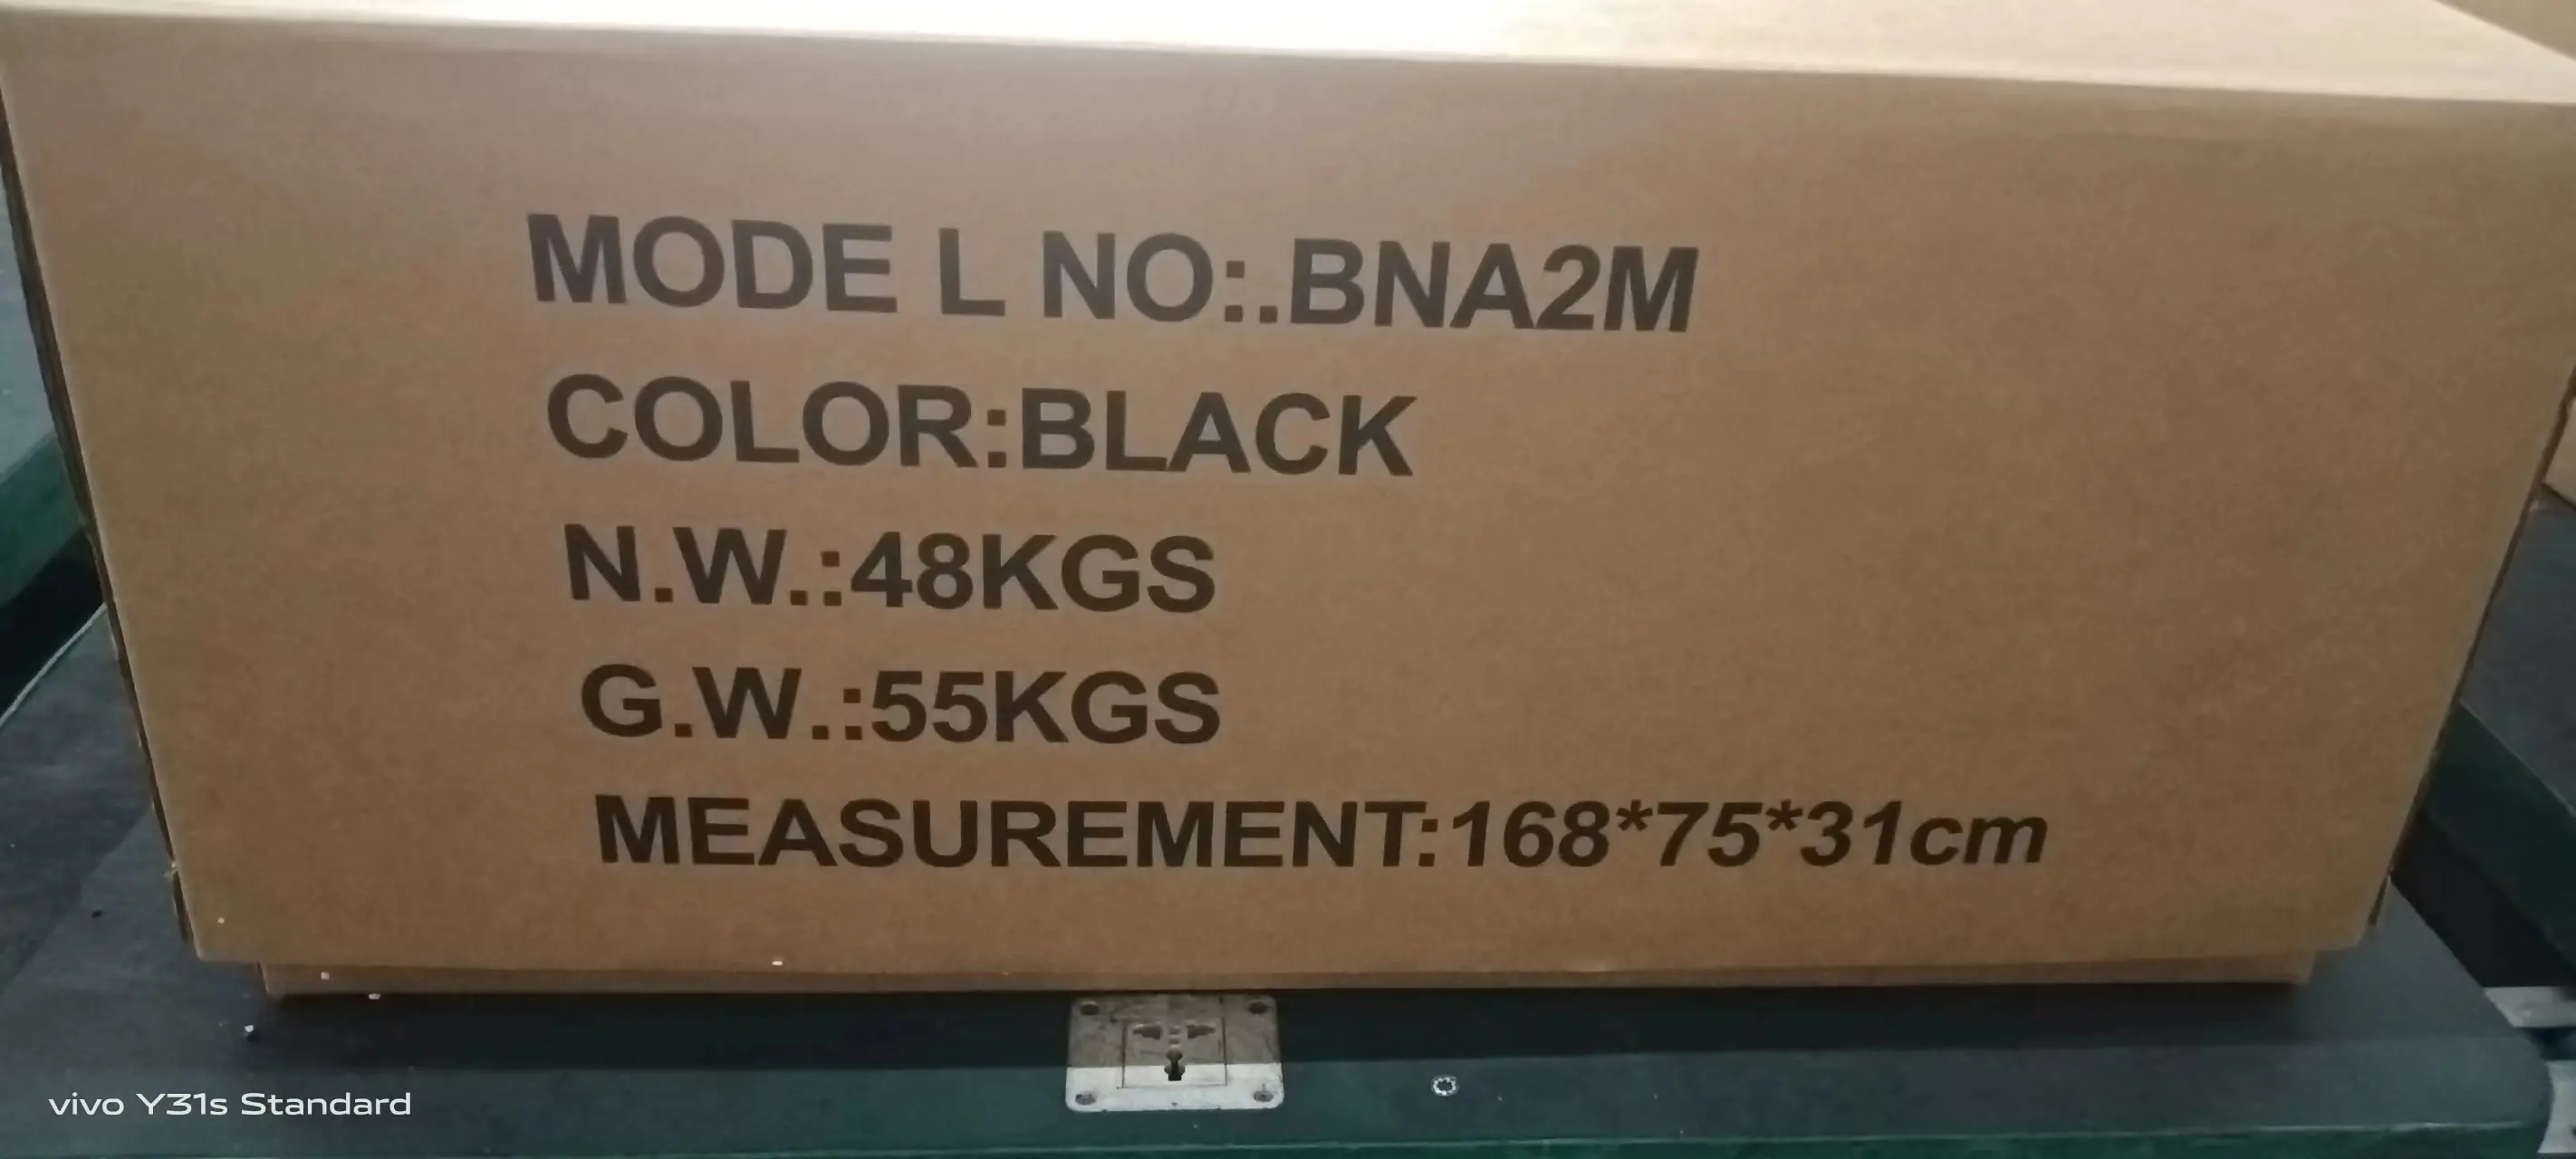 MODE L NO:.BNA2M
COLOR:BLACK
N.W.:48KGS
G.W.:55KGS
MEASUREMENT:168*75*31cm
vivo Y31s Standard